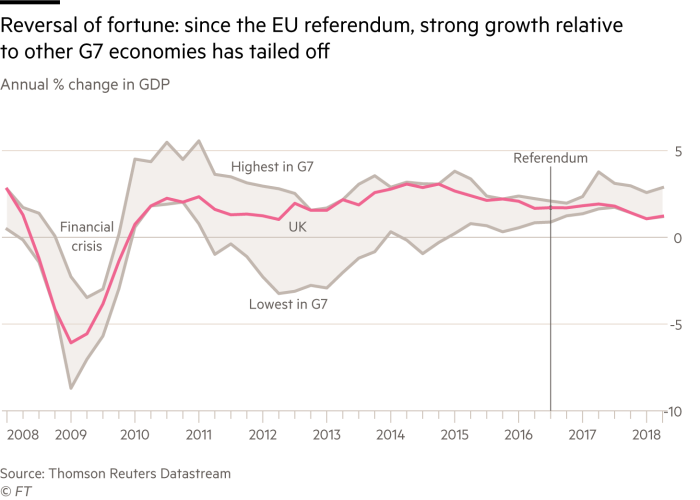 Reversal of fortune: since the EU referendum, strong growth relative
to other G7 economies has tailed off
Annual % change in GDP
5
Referendum
Highest in G7
Financial
crisis
UK
0
Lowest in G7
-5
-10
2008 2009 2010 2011 2012 2013 2014 2015 2016 2017 2018
Source: Thomson Reuters Datastream
© FT